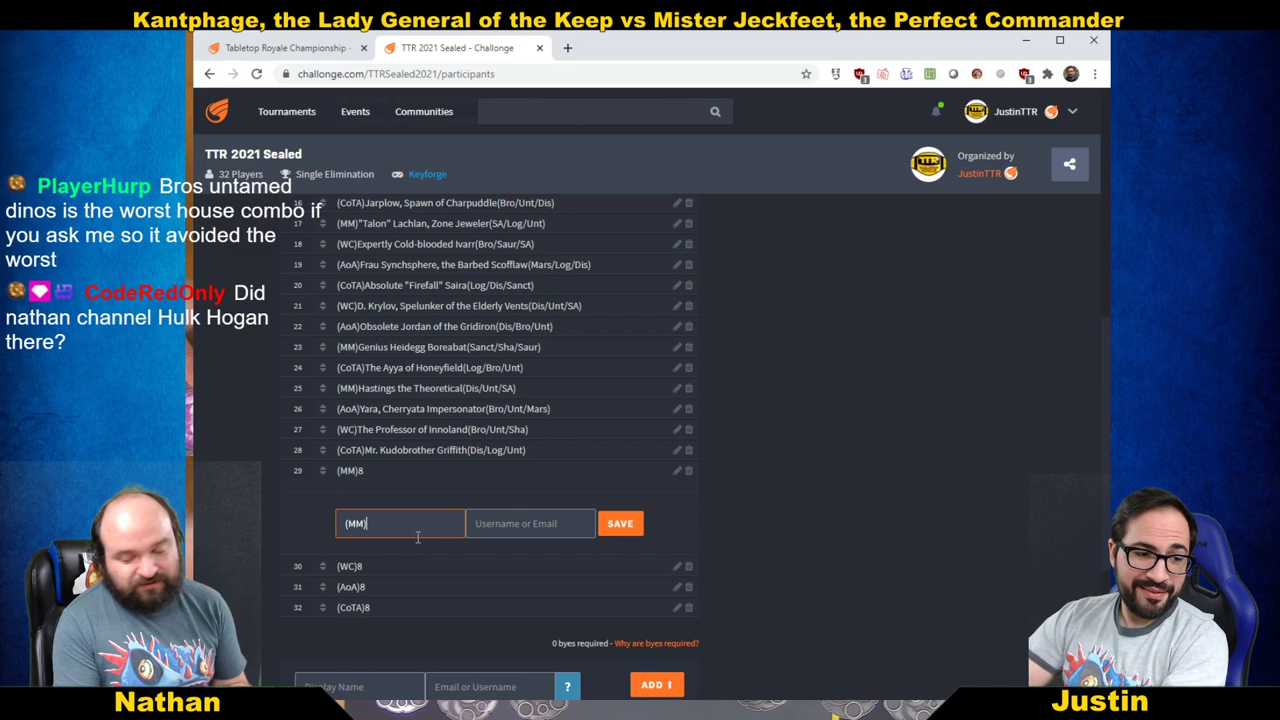 Kantphage, the Lady General of the Keep vs Mister Jeckfeet, the Perfect Commander
Tabletop Royale Championship -
TTR 2021 Sealed - Challonge
challonge.com/TTRSealed2021/participants
Tournaments
Events
Communities
JustinTTR
TTR 2021 Sealed
32 Players
Single Elimination
Keyforge
Organized by
JustinTTR
PlayerHurp Bros untamed
dinos is the worst house combo if
you ask me so it avoided the
worst
CodeRedOnly Did
nathan channel Hulk Hogan
there?
16 (CoTA)Jarplow, Spawn of Charpuddle(Bro/Unt/Dis)
17 (MM)"Talon" Lachlan, Zone Jeweler(SA/Log/Unt)
18 (WC)Expertly Cold-blooded Ivarr(Bro/Saur/SA)
19 (AoA)Frau Synchsphere, the Barbed Scofflaw(Mars/Log/Dis)
20 (CoTA)Absolute "Firefall" Saira(Log/Dis/Sanct)
21 (WC)D. Krylov, Spelunker of the Elderly Vents(Dis/Unt/SA)
22 (AoA)Obsolete Jordan of the Gridiron(Dis/Bro/Unt)
23 (MM)Genius Heidegg Boreabat(Sanct/Sha/Saur)
24 (CoTA)The Ayya of Honeyfield(Log/Bro/Unt)
25 (MM)Hastings the Theoretical(Dis/Unt/SA)
26 (AoA)Yara, Cherryata Impersonator(Bro/Unt/Mars)
27 (WC)The Professor of Innoland(Bro/Unt/Sha)
28 (CoTA)Mr. Kudobrother Griffith(Dis/Log/Unt)
29 (MM)8
(MM)
Username or Email
SAVE
30 (WC)8
31 (AoA)8
32 (CoTA)8
0 byes required - Why are byes required?
Display Name
Email or Username
?
ADD
Nathan
Justin